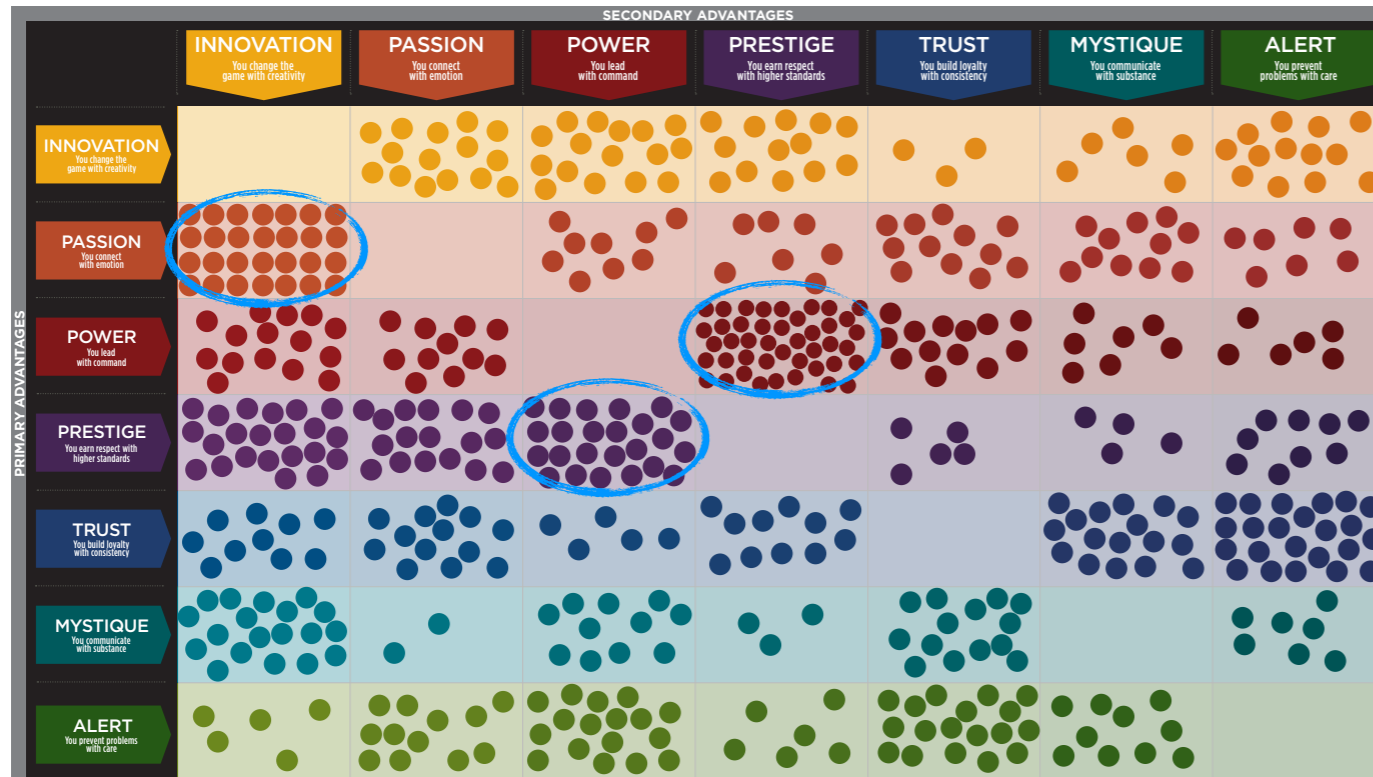 SECONDARY ADVANTAGES
INNOVATION
You change the
game with creativity
PASSION
You connect
with emotion
POWER
You lead
with command
PRESTIGE
You earn respect
with higher standards
TRUST
You build loyalty
with consistency
MYSTIQUE
You communicate
with substance
ALERT
You prevent
problems with care
PRIMARY ADVANTAGES
INNOVATION
You change the
game with creativity
PASSION
You connect
with emotion
POWER
You lead
with command
PRESTIGE
You earn respect with
higher standards
TRUST
You build loyalty
with consistency
MYSTIQUE
You communicate
with substance
ALERT
You prevent problems
with care